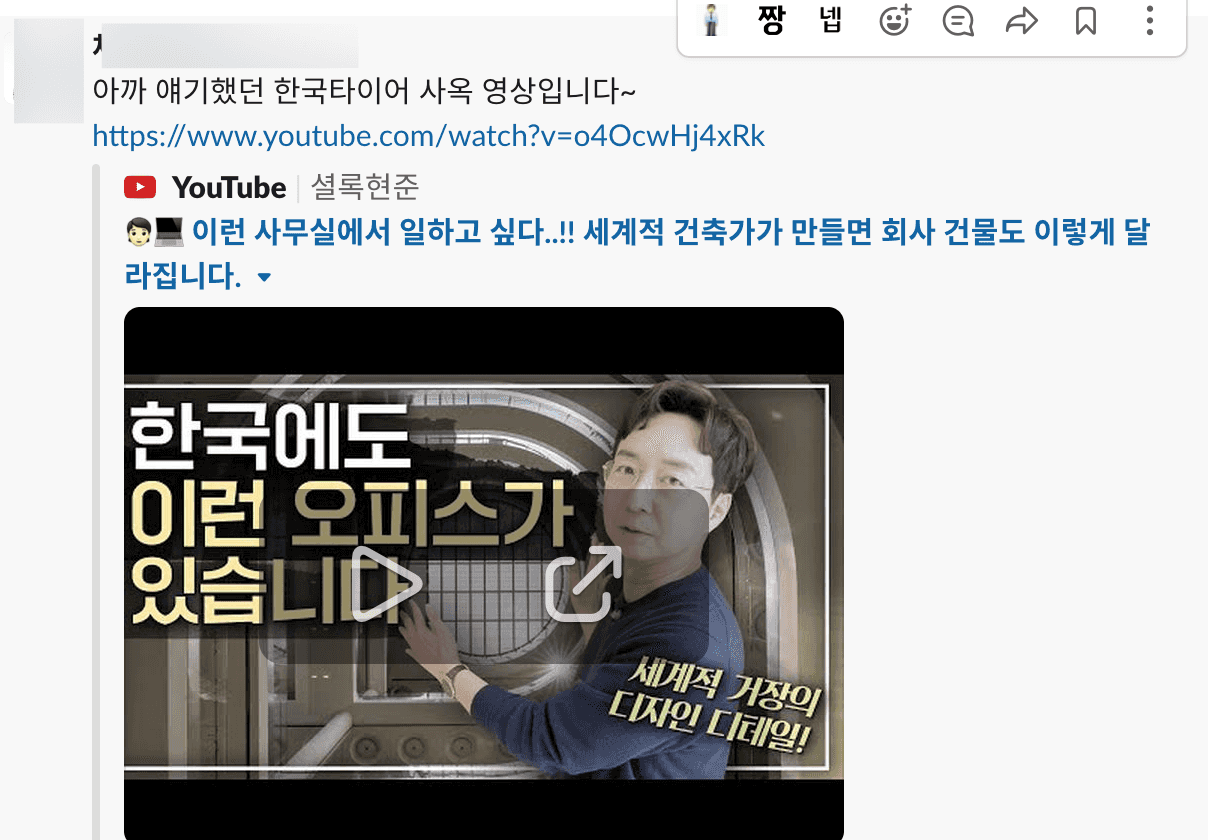 짱 넵
아까 얘기했던 한국타이어 사옥 영상입니다~
https://www.youtube.com/watch?v=o4OcwHj4xRk
YouTube 셜록현준
이런 사무실에서 일하고 싶다..!! 세계적 건축가가 만들면 회사 건물도 이렇게 달
라집니다.
한국에도
이런 오피스가
있습니다
세계적 거장의
디자인 디테일!